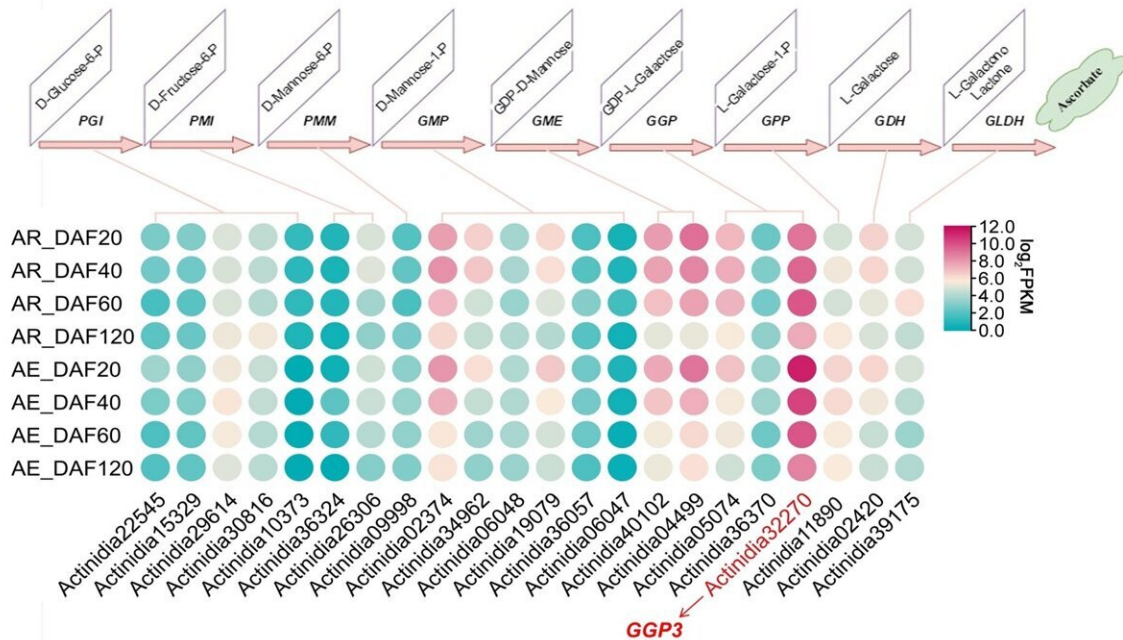 D-Glucose-6.P
D-Fructose-6.P
D-Mannose-6.P
D-Mannose-1.P
GDP-D-Mannose
GDP-L-Galactose
L-Galactose-1.P
L-Galactose
L-Galactono
Lactone
Ascorbate
PGI
PMI
PMM
GMP
GME
GGP
GPP
GDH
GLDH
AR_DAF20
AR_DAF40
AR_DAF60
AR_DAF120
AE_DAF20
AE_DAF40
AE_DAF60
AE_DAF120
12.0
10.0
8.0
6.0
4.0
2.0
0.0
log2FPKM
Actinidia22545
Actinidia15329
Actinidia29614
Actinidia30816
Actinidia10373
Actinidia36324
Actinidia26306
Actinidia09998
Actinidia02374
Actinidia34962
Actinidia06048
Actinidia19079
Actinidia36057
Actinidia06047
Actinidia40102
Actinidia04499
Actinidia05074
Actinidia36370
Actinidia32270
Actinidia11890
Actinidia02420
Actinidia39175
GGP3